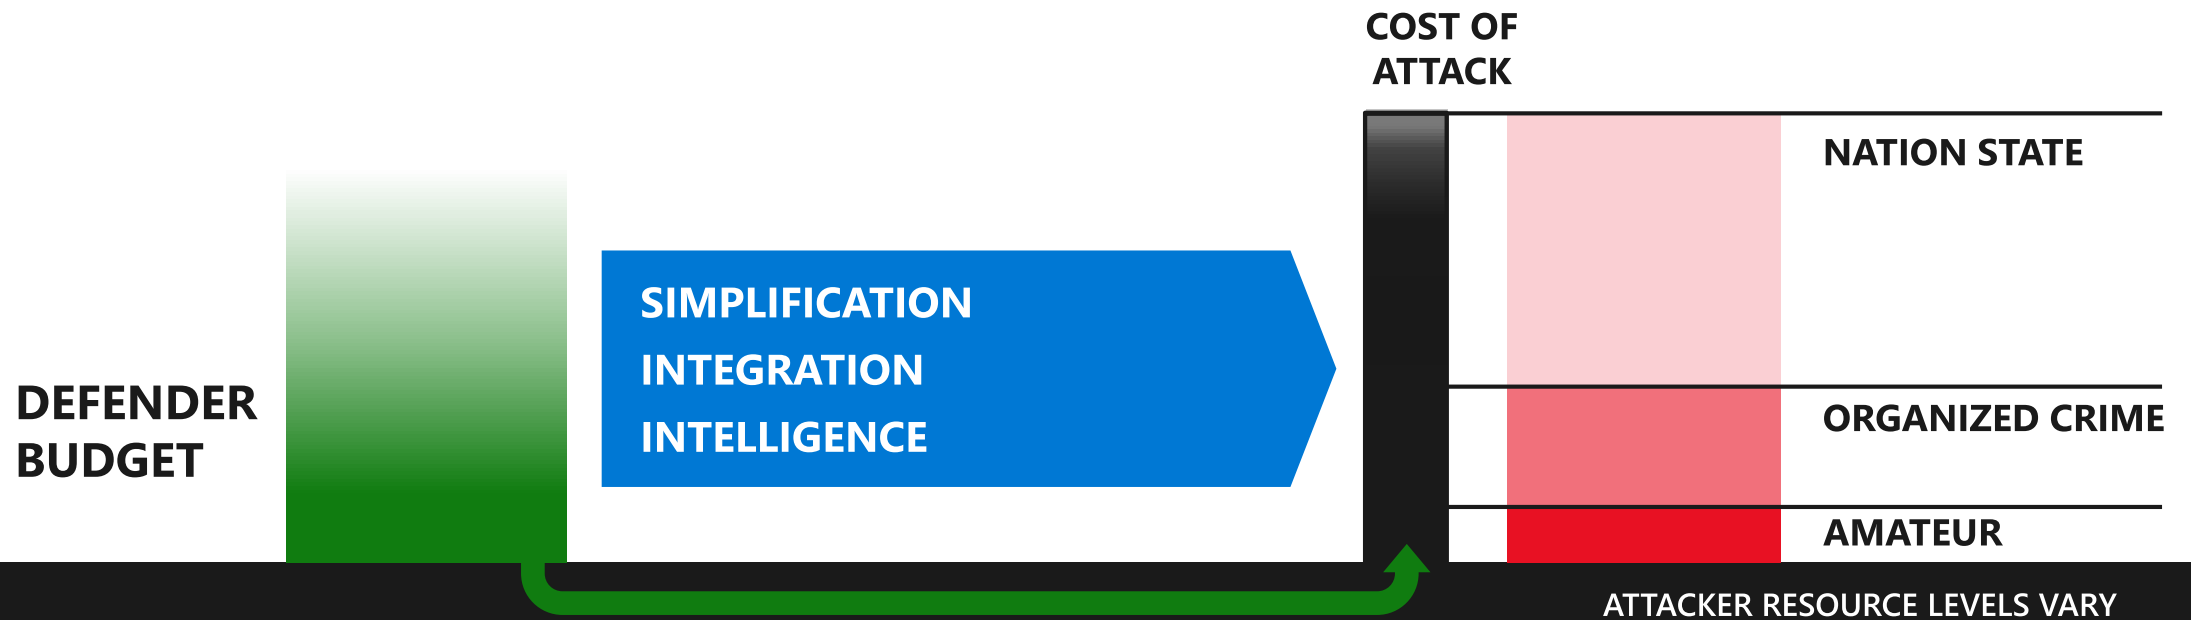 COST OF
ATTACK
NATION STATE
SIMPLIFICATION
INTEGRATION
INTELLIGENCE
DEFENDER
BUDGET
ORGANIZED CRIME
AMATEUR
ATTACKER RESOURCE LEVELS VARY